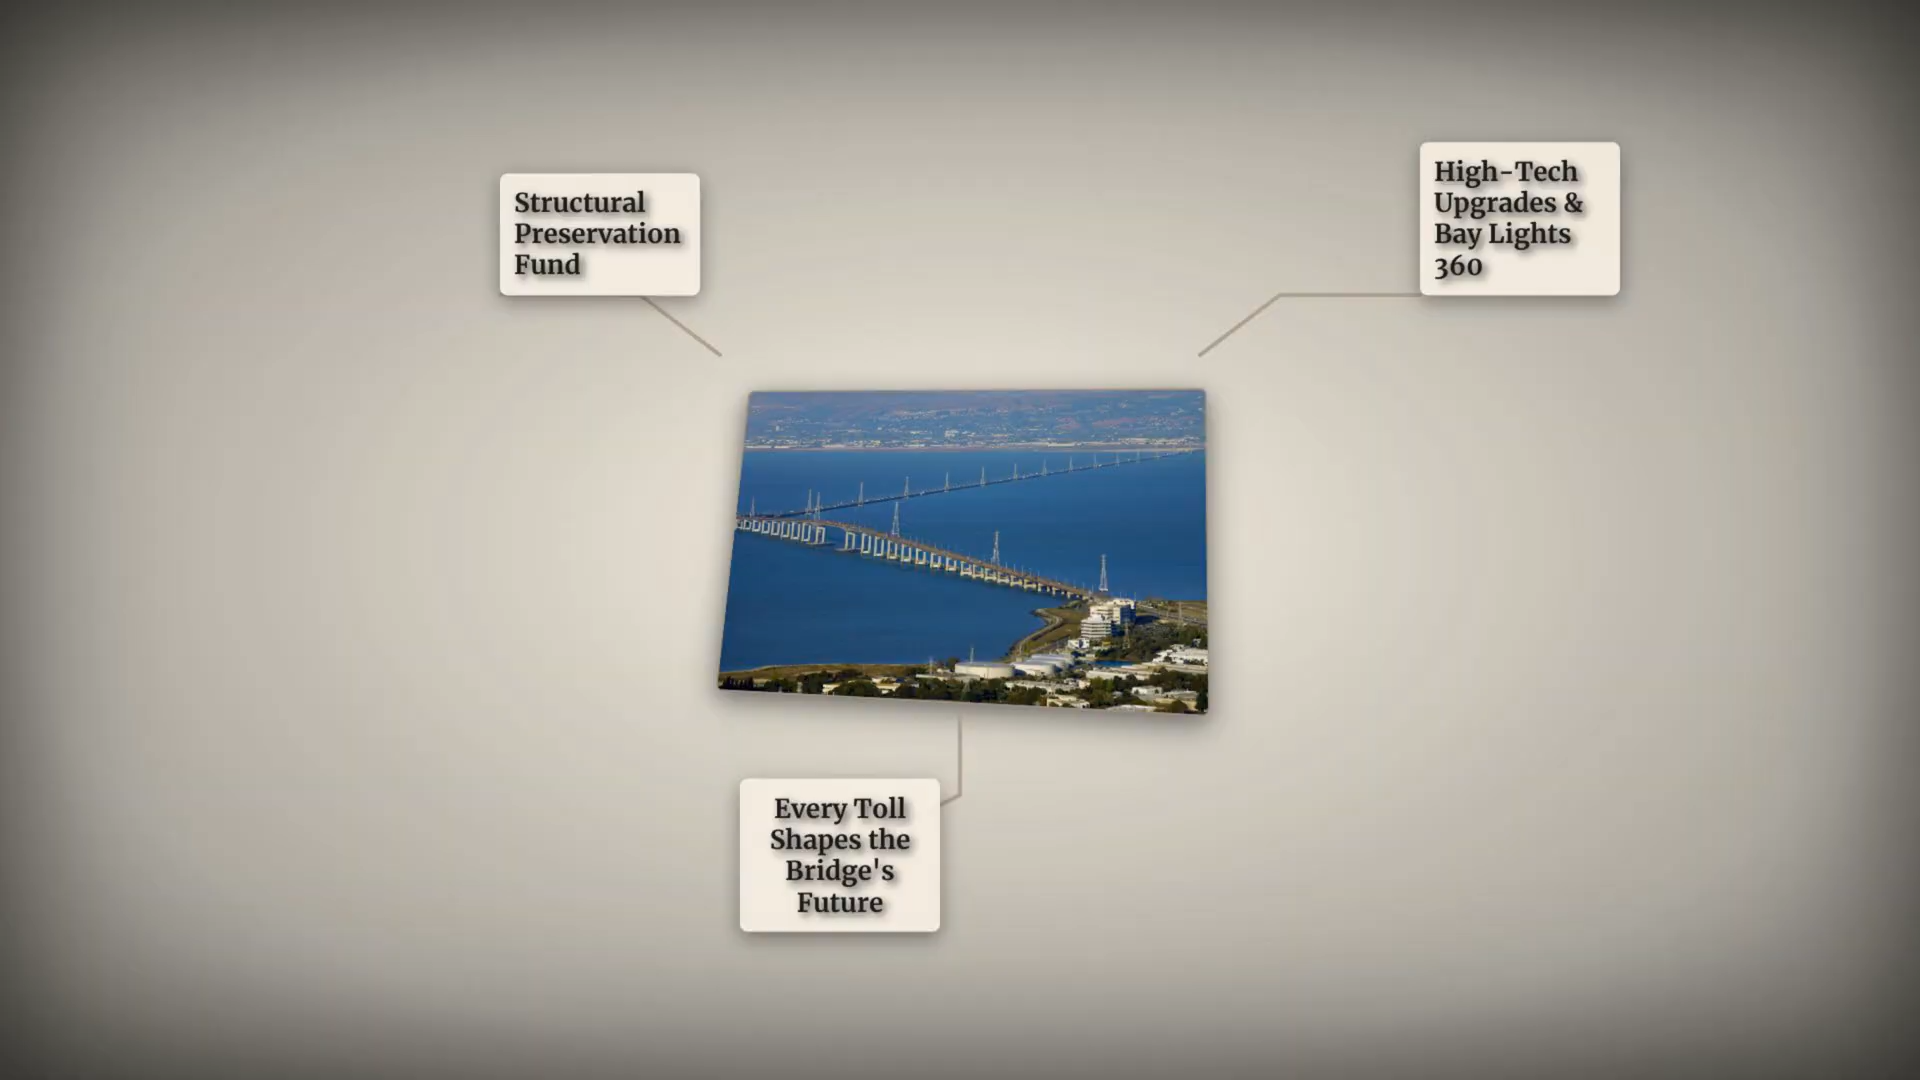 Structural
Preservation
Fund
High-Tech
Upgrades &
Bay Lights
360
Every Toll
Shapes the
Bridge's
Future